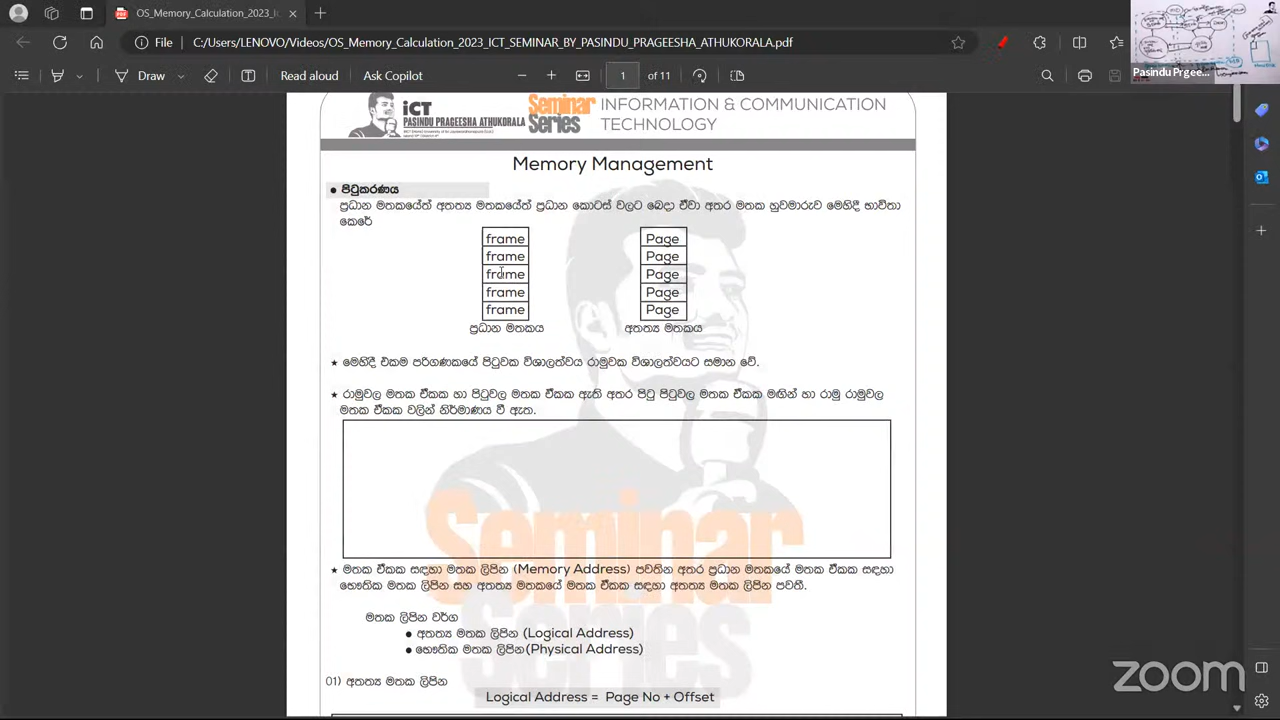 OS_Memory_Calculation_2023_ICT_
File C:/Users/LENOVO/Videos/OS_Memory_Calculation_2023_ICT_SEMINAR_BY_PASINDU_PRAGEESHA_ATHUKORALA.pdf
Pasindu Prgee...
Draw Read aloud Ask Copilot 1 of 11
iCT
PASINDU PRAGEESHA ATHUKORALA
Seminar Series
INFORMATION & COMMUNICATION
TECHNOLOGY
Memory Management
● පිටුකරණය
ප්‍රධාන මතකයේත් අතත්‍ය මතකයේත් ප්‍රධාන කොටස් වලට බෙදා ඒවා අතර මතක හුවමාරුව මෙහිදී භාවිතා
කෙරේ
frame Page
frame Page
frame Page
frame Page
frame Page
ප්‍රධාන මතකය අතත්‍ය මතකය
★ මෙහිදී එකම පරිගණකයේ පිටුවක විශාලත්වය රාමුවක විශාලත්වයට සමාන වේ.
★ රාමුවල මතක ඒකක හා පිටුවල මතක ඒකක ඇති අතර පිටු පිටුවල මතක ඒකක මඟින් හා රාමු රාමුවල
මතක ඒකක වලින් නිර්මාණය වී ඇත.
★ මතක ඒකක සඳහා මතක ලිපින (Memory Address) පවතින අතර ප්‍රධාන මතකයේ මතක ඒකක සඳහා
භෞතික මතක ලිපින සහ අතත්‍ය මතකයේ මතක ඒකක සඳහා අතත්‍ය මතක ලිපින පවතී.
මතක ලිපින වර්ග
● අතත්‍ය මතක ලිපින (Logical Address)
● භෞතික මතක ලිපින(Physical Address)
01) අතත්‍ය මතක ලිපින
Logical Address = Page No + Offset
Seminar
Series
ZOOM